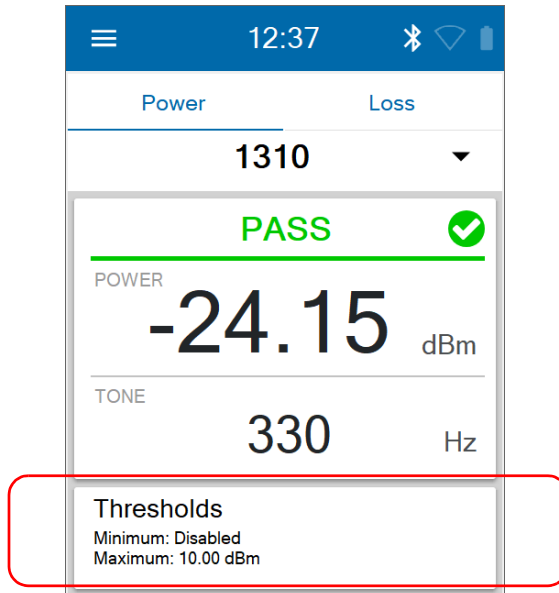 12:37
Power Loss
1310
PASS
POWER
-24.15 dBm
TONE
330 Hz
Thresholds
Minimum: Disabled
Maximum: 10.00 dBm